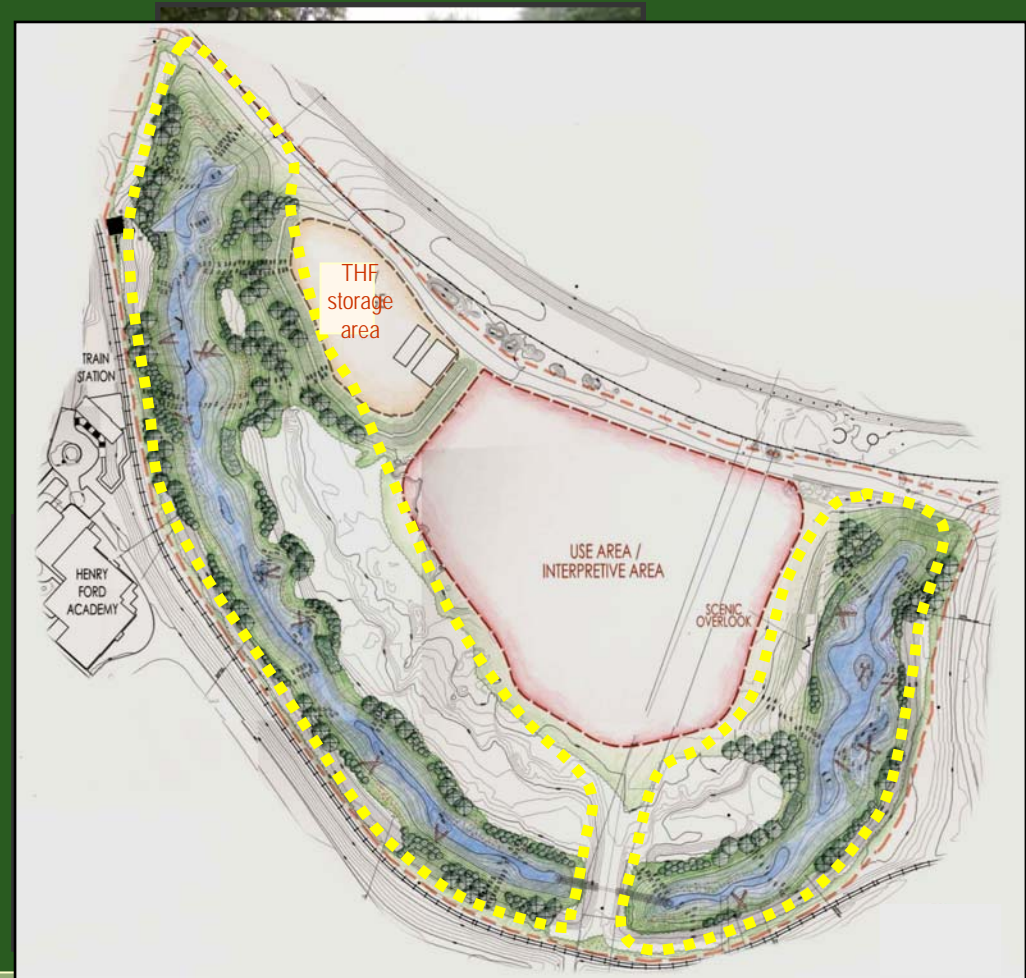 THF
storage
area
TRAIN
STATION
HENRY
FORD
ACADEMY
USE AREA /
INTERPRETIVE AREA
SCENIC
OVERLOOK